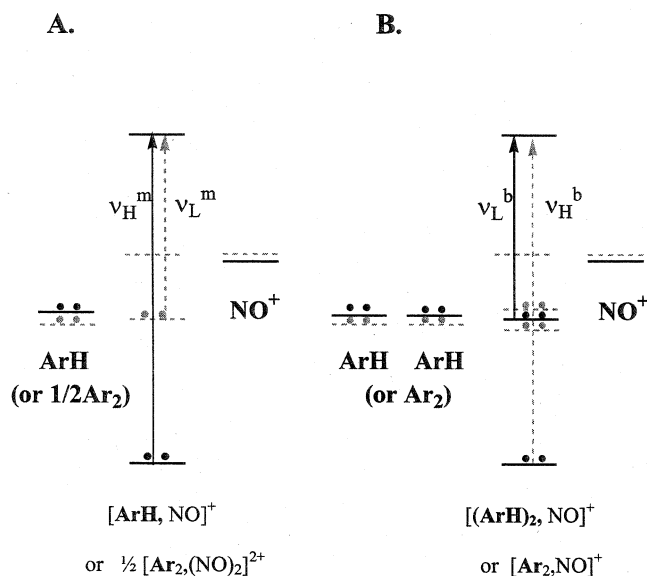 A.
B.
ν_H^m
ν_L^m
ν_L^b
ν_H^b
NO⁺
NO⁺
ArH
(or 1/2Ar₂)
ArH ArH
(or Ar₂)
[ArH, NO]⁺
or ½ [Ar₂,(NO)₂]²⁺
[(ArH)₂, NO]⁺
or [Ar₂,NO]⁺